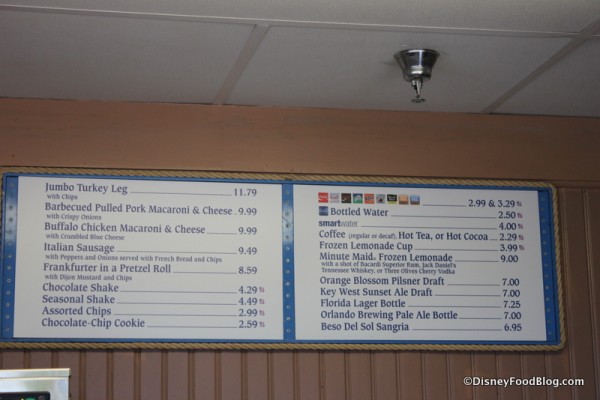 Jumbo Turkey Leg 11.79
with Chips
Barbecued Pulled Pork Macaroni & Cheese 9.99
with Crispy Onions
Buffalo Chicken Macaroni & Cheese 9.99
with Crumbled Blue Cheese
Italian Sausage 9.49
with Peppers and Onions served with French Bread and Chips
Frankfurter in a Pretzel Roll 8.59
with Dijon Mustard and Chips
Chocolate Shake 4.29
Seasonal Shake 4.49
Assorted Chips 2.99
Chocolate-Chip Cookie 2.59
2.99 & 3.29
Bottled Water 2.50
smartwater 4.00
Coffee (regular or decaf), Hot Tea, or Hot Cocoa 2.29
Frozen Lemonade Cup 3.99
Minute Maid® Frozen Lemonade 9.00
with a shot of Bacardi Superior Rum, Jack Daniel's
Tennessee Whiskey, or Three Olives Cherry Vodka
Orange Blossom Pilsner Draft 7.00
Key West Sunset Ale Draft 7.00
Florida Lager Bottle 7.25
Orlando Brewing Pale Ale Bottle 7.00
Beso Del Sol Sangria 6.95
©DisneyFoodBlog.com